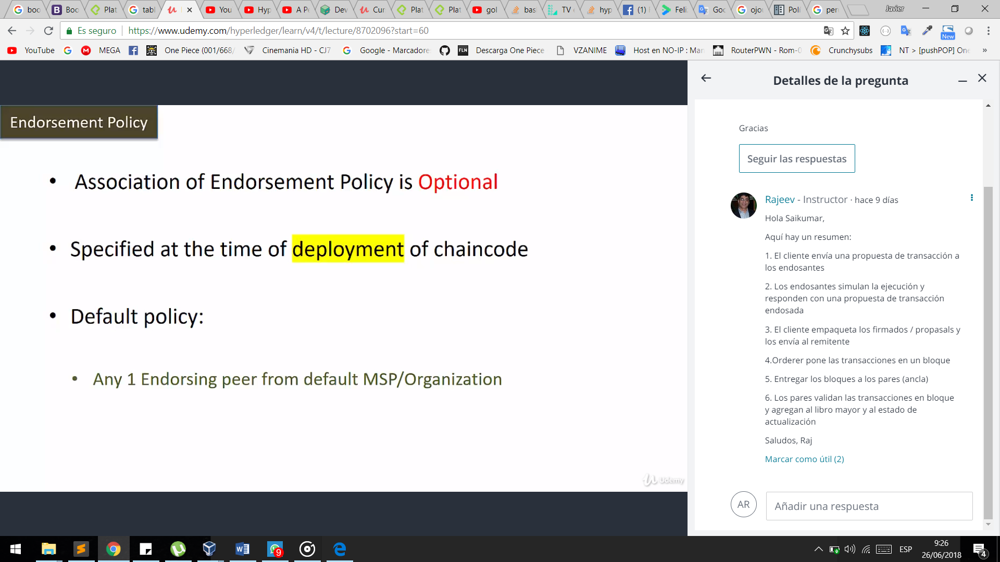 boo
Boo
Plat
tabl
You
Hyp
A Pe
Dev
Cur
Plat
Plat
gol
bas
TV
hyp
(1)
Feli
Goo
ojo
Polí
per
Javier
Es seguro
https://www.udemy.com/hyperledger/learn/v4/t/lecture/8702096?start=60
New
YouTube
MEGA
One Piece (001/668/
Cinemania HD - CJ7
Google - Marcadore
FLN
Descarga One Piece
VZANIME
Host en NO-IP : Man
RouterPWN - Rom-0
Crunchysubs
NT > [pushPOP] One
»
Endorsement Policy
• Association of Endorsement Policy is Optional
• Specified at the time of deployment of chaincode
• Default policy:
• Any 1 Endorsing peer from default MSP/Organization
Udemy
Detalles de la pregunta
Gracias
Seguir las respuestas
Rajeev - Instructor · hace 9 días
Hola Saikumar,
Aquí hay un resumen:
1. El cliente envía una propuesta de transacción a
los endosantes
2. Los endosantes simulan la ejecución y
responden con una propuesta de transacción
endosada
3. El cliente empaqueta los firmados / propasals y
los envía al remitente
4.Orderer pone las transacciones en un bloque
5. Entregar los bloques a los pares (ancla)
6. Los pares validan las transacciones en bloque
y agregan al libro mayor y al estado de
actualización
Saludos, Raj
Marcar como útil (2)
AR
Añadir una respuesta
9
ESP
9:26
26/06/2018
4